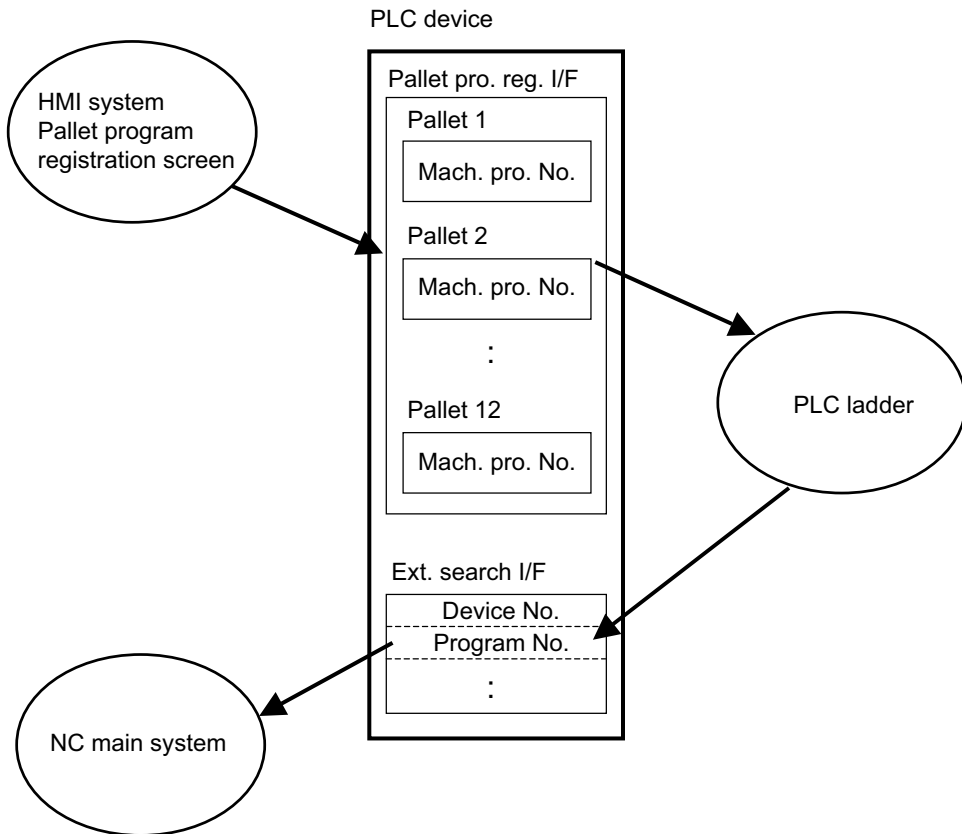 PLC device
HMI system
Pallet program
registration screen
Pallet pro. reg. I/F
Pallet 1
Mach. pro. No.
Pallet 2
Mach. pro. No.
:
Pallet 12
Mach. pro. No.
PLC ladder
Ext. search I/F
Device No.
Program No.
:
NC main system